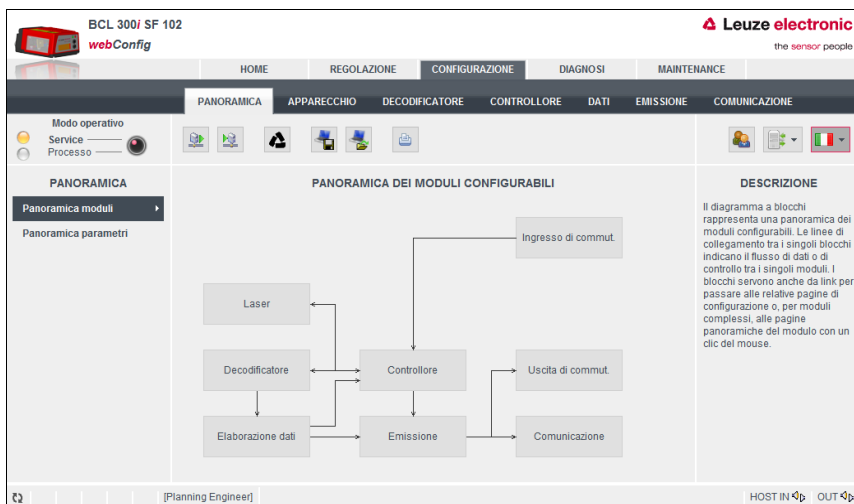 BCL 300i SF 102
webConfig
Leuze electronic
the sensor people
HOME REGOLAZIONE CONFIGURAZIONE DIAGNOSI MAINTENANCE
PANORAMICA APPARECCHIO DECODIFICATORE CONTROLLORE DATI EMISSIONE COMUNICAZIONE
Modo operativo
Service
Processo
PANORAMICA
Panoramica moduli
Panoramica parametri
PANORAMICA DEI MODULI CONFIGURABILI
Ingresso di commut.
Laser
Decodificatore
Controllore
Uscita di commut.
Elaborazione dati
Emissione
Comunicazione
DESCRIZIONE
Il diagramma a blocchi
rappresenta una panoramica dei
moduli configurabili. Le linee di
collegamento tra i singoli blocchi
indicano il flusso di dati o di
controllo tra i singoli moduli. I
blocchi servono anche da link per
passare alle relative pagine di
configurazione o, per moduli
complessi, alle pagine
panoramiche del modulo con un
clic del mouse.
[Planning Engineer]
HOST IN OUT